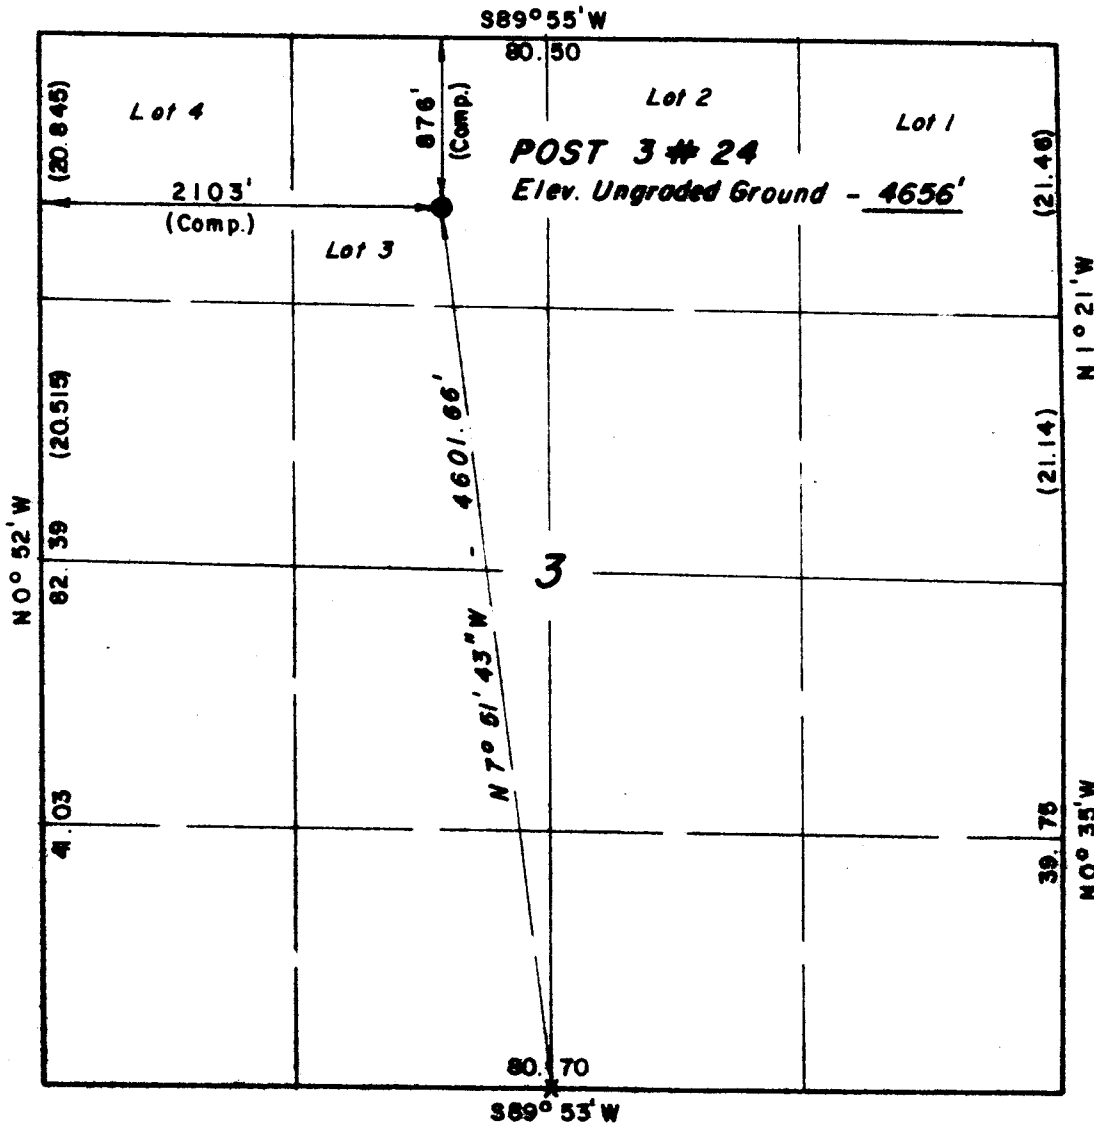 S89° 55' W
80.50
Lot 4
Lot 2
Lot 1
(20.845)
876'
(Comp.)
POST 3 # 24
Elev. Ungraded Ground - 4656'
(21.46)
2103'
(Comp.)
Lot 3
N 1° 21' W
(20.515)
4601.66'
(21.14)
N 0° 52' W
82.39
3
N 7° 51' 43" W -
41.03
39.75
N 0° 35' W
80.70
S89° 53' W